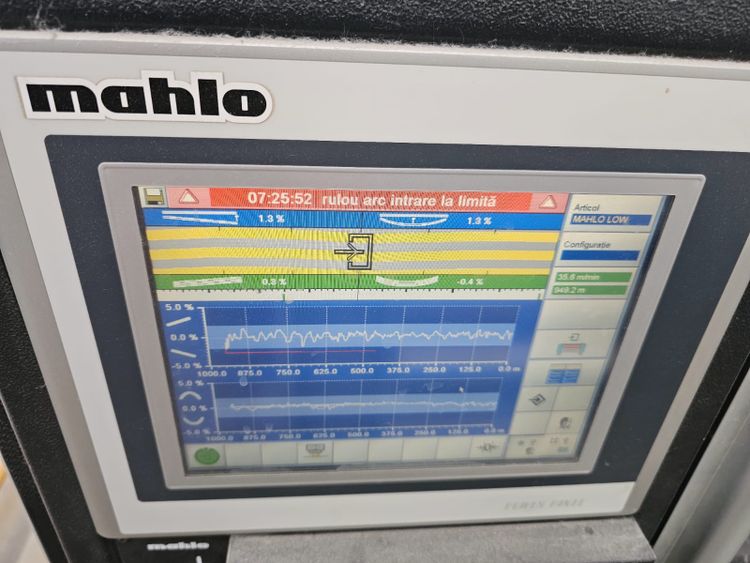 mahlo
07:25:52 rulou arc intrare la limită
1.3 %
1.3 %
0.3 %
-0.4 %
Articol
MAHLO LOW
Configuraţie
35.6 m/min
949.2 m
5.0 %
0.0 %
-5.0 %
1000.0 875.0 750.0 625.0 500.0 375.0 250.0 125.0 0.0 m
5.0 %
0.0 %
-5.0 %
1000.0 875.0 750.0 625.0 500.0 375.0 250.0 125.0 0.0 m
mahlo